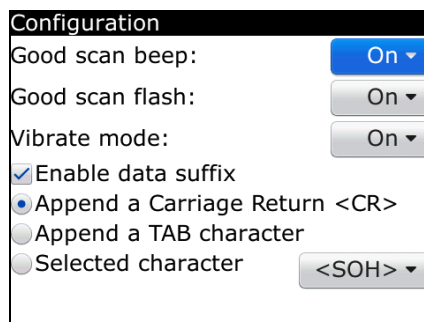 Configuration
Good scan beep: On
Good scan flash: On
Vibrate mode: On
Enable data suffix
Append a Carriage Return <CR>
Append a TAB character
Selected character <SOH>